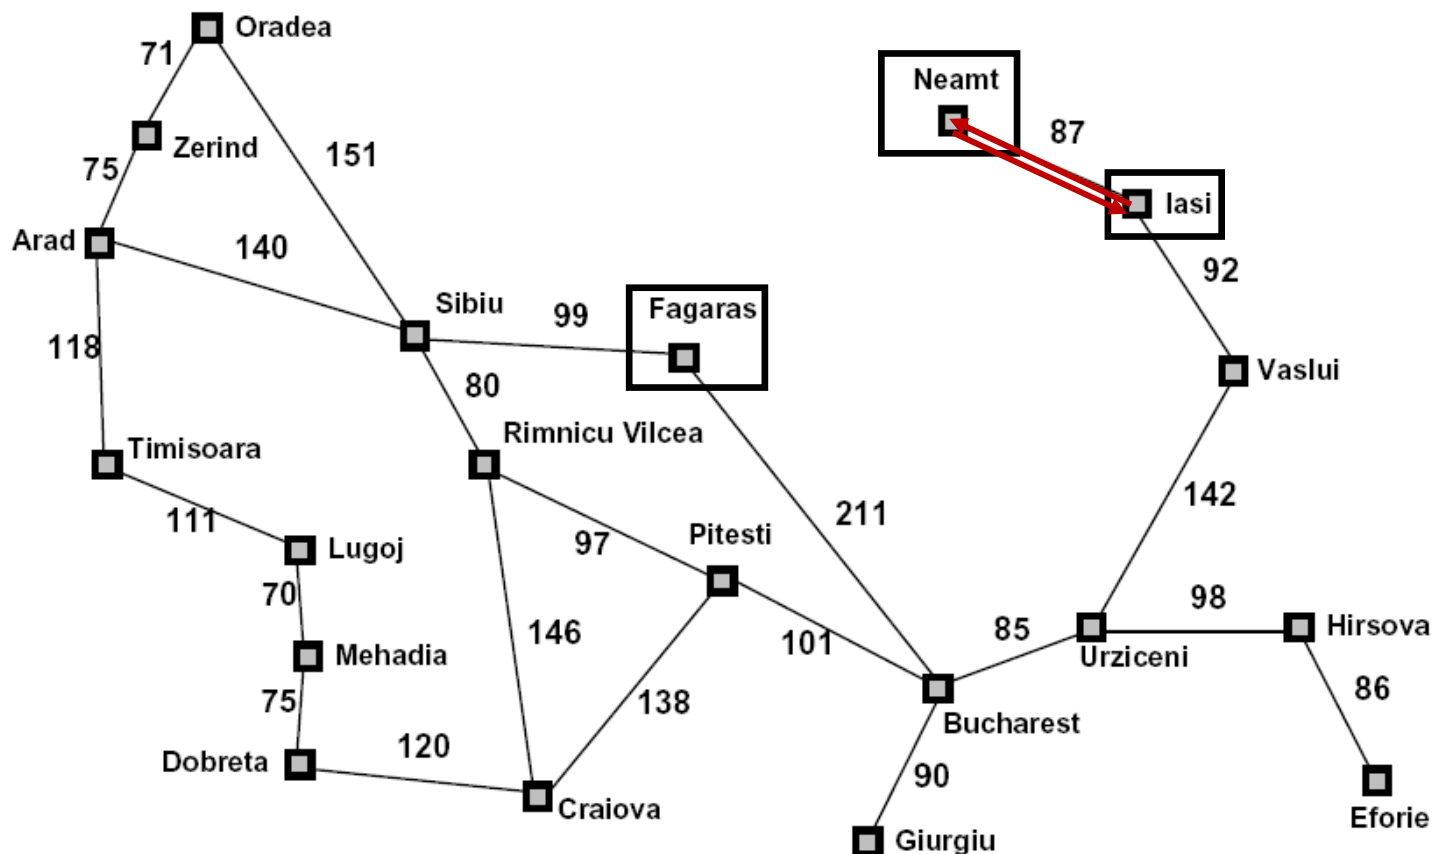 Oradea
71
Neamt
87
Zerind
151
75
Iasi
Arad
140
92
Sibiu
99
Fagaras
118
80
Vaslui
Rimnicu Vilcea
Timisoara
142
211
111
Pitesti
97
Lugoj
70
98
Hirsova
146
101
85
Urziceni
Mehadia
86
75
138
Bucharest
120
Dobreta
90
Craiova
Eforie
Giurgiu